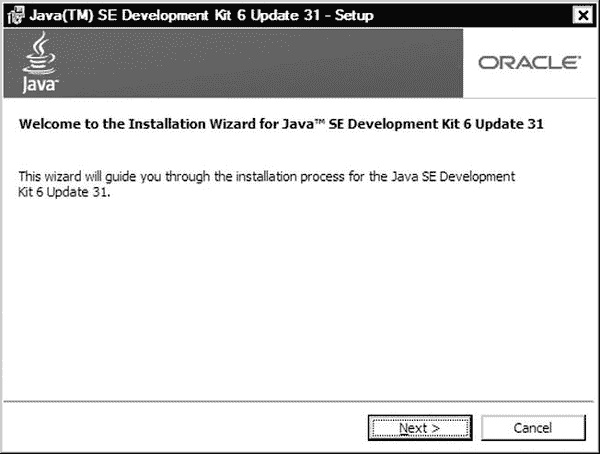 Java(TM) SE Development Kit 6 Update 31 - Setup
Java™
ORACLE®
Welcome to the Installation Wizard for Java™ SE Development Kit 6 Update 31
This wizard will guide you through the installation process for the Java SE Development
Kit 6 Update 31.
Next >
Cancel